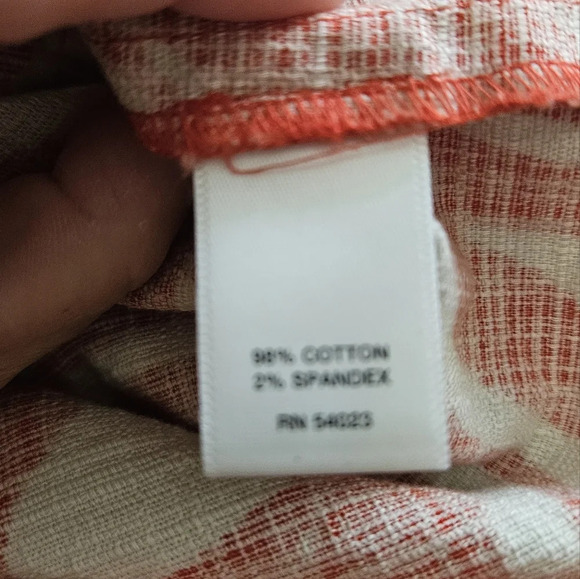 98% COTTON
2% SPANDEX
RN 54023